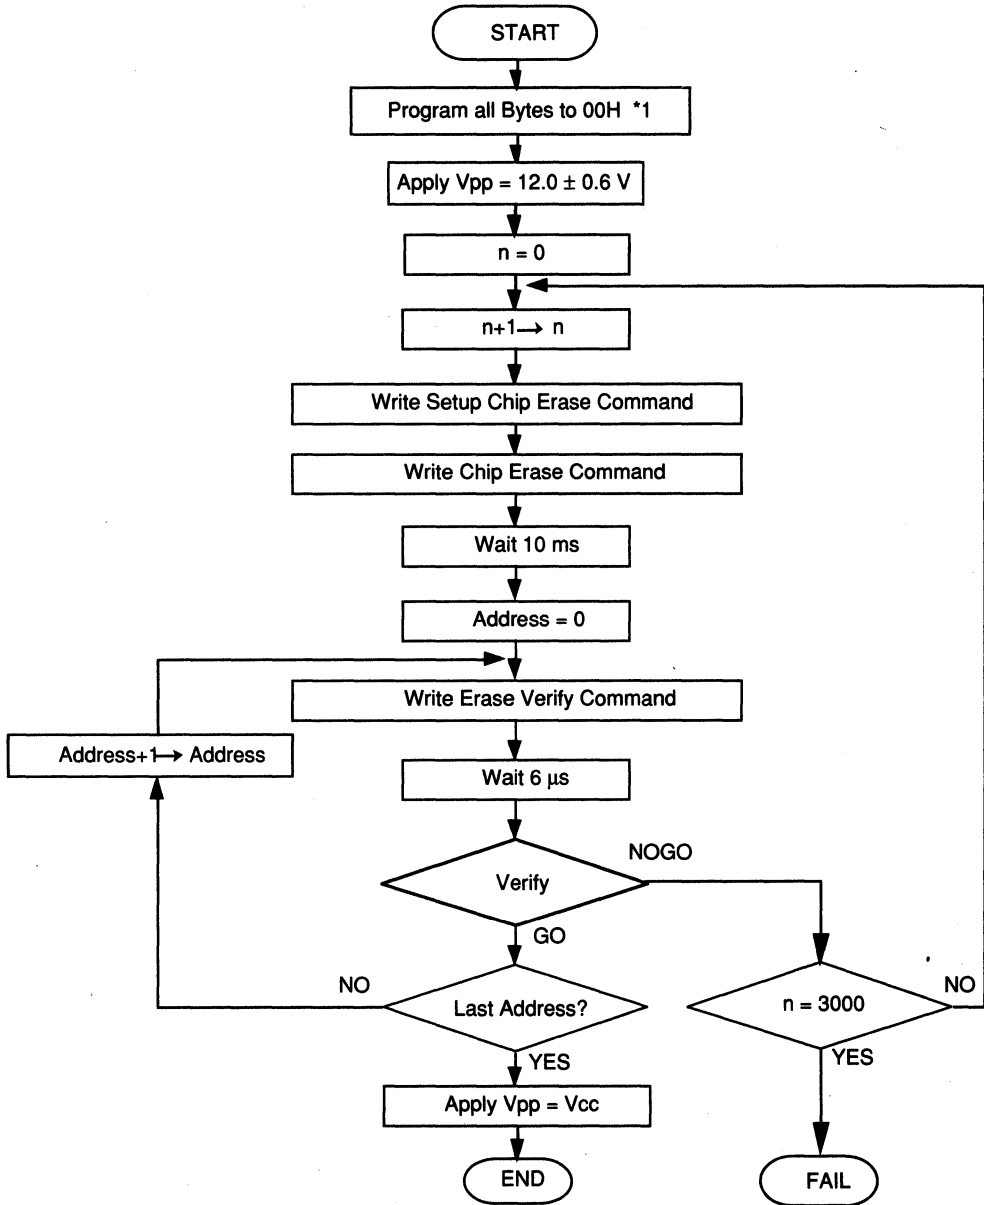 START
Program all Bytes to 00H *1
Apply Vpp = 12.0 ± 0.6 V
n = 0
n+1→ n
Write Setup Chip Erase Command
Write Chip Erase Command
Wait 10 ms
Address = 0
Write Erase Verify Command
Address+1→ Address
Wait 6 µs
NOGO
Verify
GO
NO
Last Address?
n = 3000
NO
YES
YES
Apply Vpp = Vcc
END
FAIL